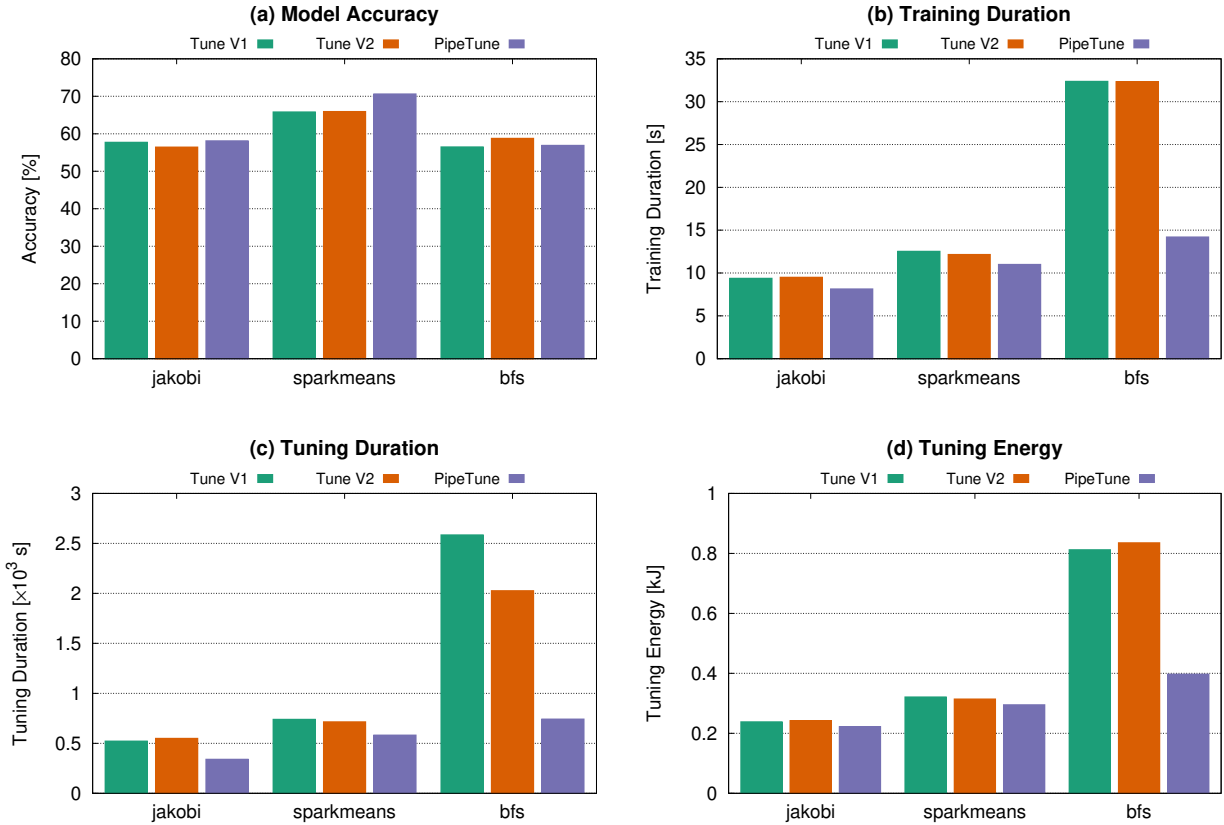 (a) Model Accuracy
Tune V1 Tune V2 PipeTune
Accuracy [%]
80
70
60
50
40
30
20
10
0
jakobi sparkmeans bfs
(b) Training Duration
Tune V1 Tune V2 PipeTune
Training Duration [s]
35
30
25
20
15
10
5
0
jakobi sparkmeans bfs
(c) Tuning Duration
Tune V1 Tune V2 PipeTune
Tuning Duration [×10³ s]
3
2.5
2
1.5
1
0.5
0
jakobi sparkmeans bfs
(d) Tuning Energy
Tune V1 Tune V2 PipeTune
Tuning Energy [kJ]
1
0.8
0.6
0.4
0.2
0
jakobi sparkmeans bfs